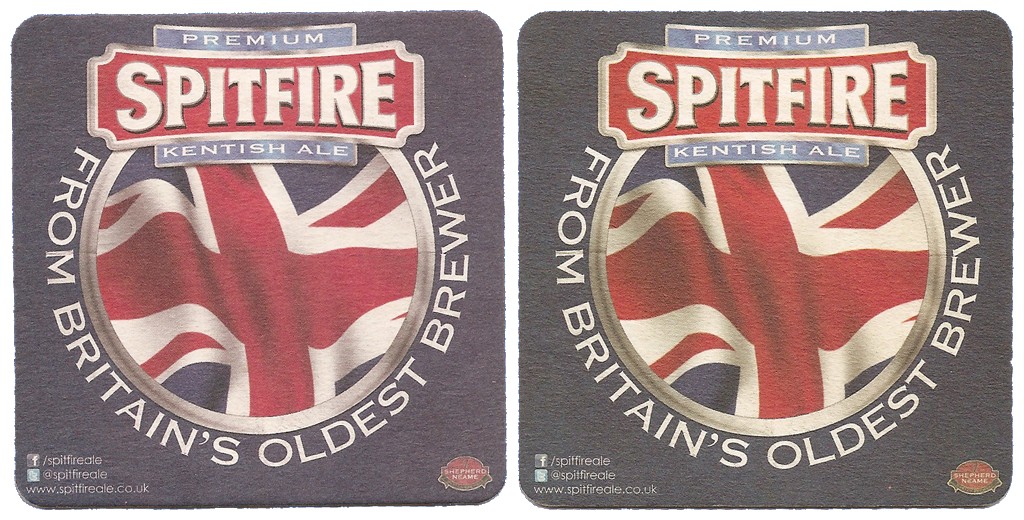 PREMIUM
SPITFIRE
KENTISH ALE
FROM BRITAIN'S OLDEST BREWER
f /spitfireale
@spitfireale
www.spitfireale.co.uk
SHEPHERD
NEAME
PREMIUM
SPITFIRE
KENTISH ALE
FROM BRITAIN'S OLDEST BREWER
f /spitfireale
@spitfireale
www.spitfireale.co.uk
SHEPHERD
NEAME